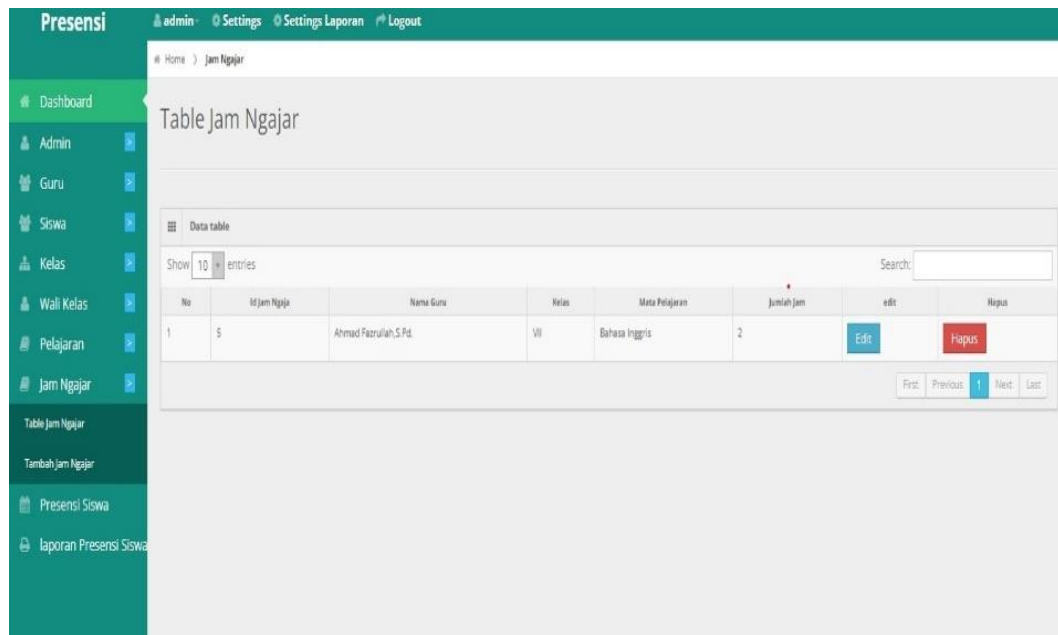 Presensi
admin Settings Settings Laporan Logout
Home Jam Ngajar
Dashboard
Table Jam Ngajar
Admin
Guru
Siswa
Data table
Show 10 entries Search:
Kelas
No Id Jam Ngaja Nama Guru Kelas Mata Pelajaran Jumlah Jam edit Hapus
Wali Kelas
1 5 Ahmad Fazrullah,S.Pd. VII Bahasa Inggris 2 Edit Hapus
Pelajaran
Jam Ngajar
First Previous 1 Next Last
Table Jam Ngajar
Tambah Jam Ngajar
Presensi Siswa
laporan Presensi Siswa